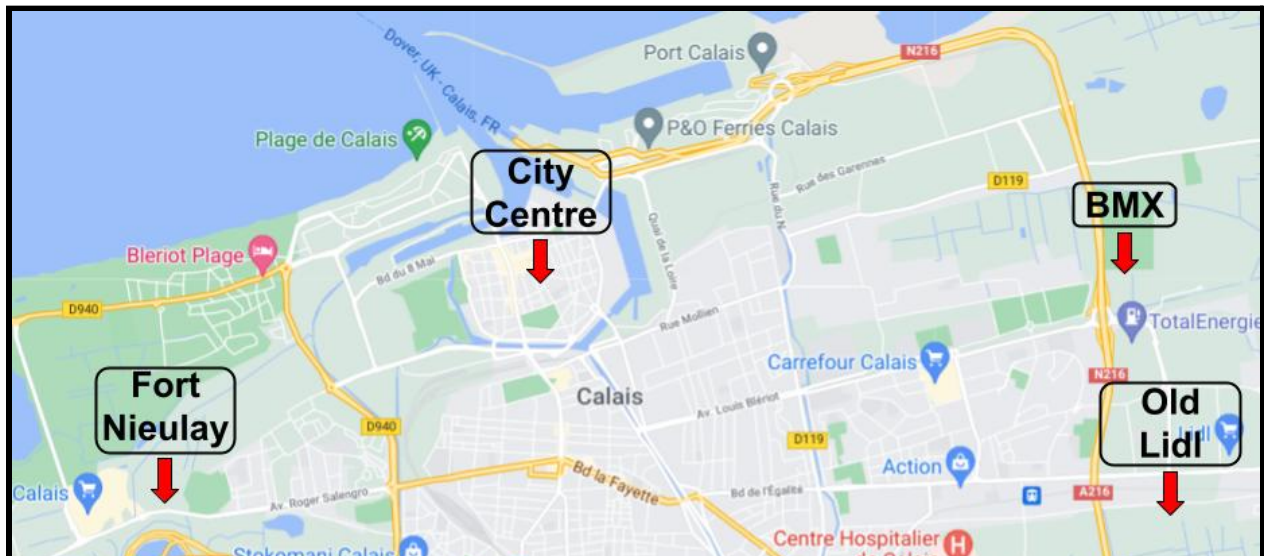 Dover, UK - Calais, FR
Port Calais
N216
P&O Ferries Calais
Plage de Calais
City
Centre
Rue des Garennes
D119
BMX
Rue du N.
Quai de la Loire
Bleriot Plage
Bd du 8 Mai
D940
TotalEnergie
Rue Mollien
Carrefour Calais
N216
Fort
Nieulay
Calais
Old
Lidl
Lidl
Av. Louis Blériot
D940
D119
Action
Bd la Fayette
Calais
Av. Roger Salengro
Bd de l'Égalité
A216
Centre Hospitalier
de Calais
Stokomani Calais